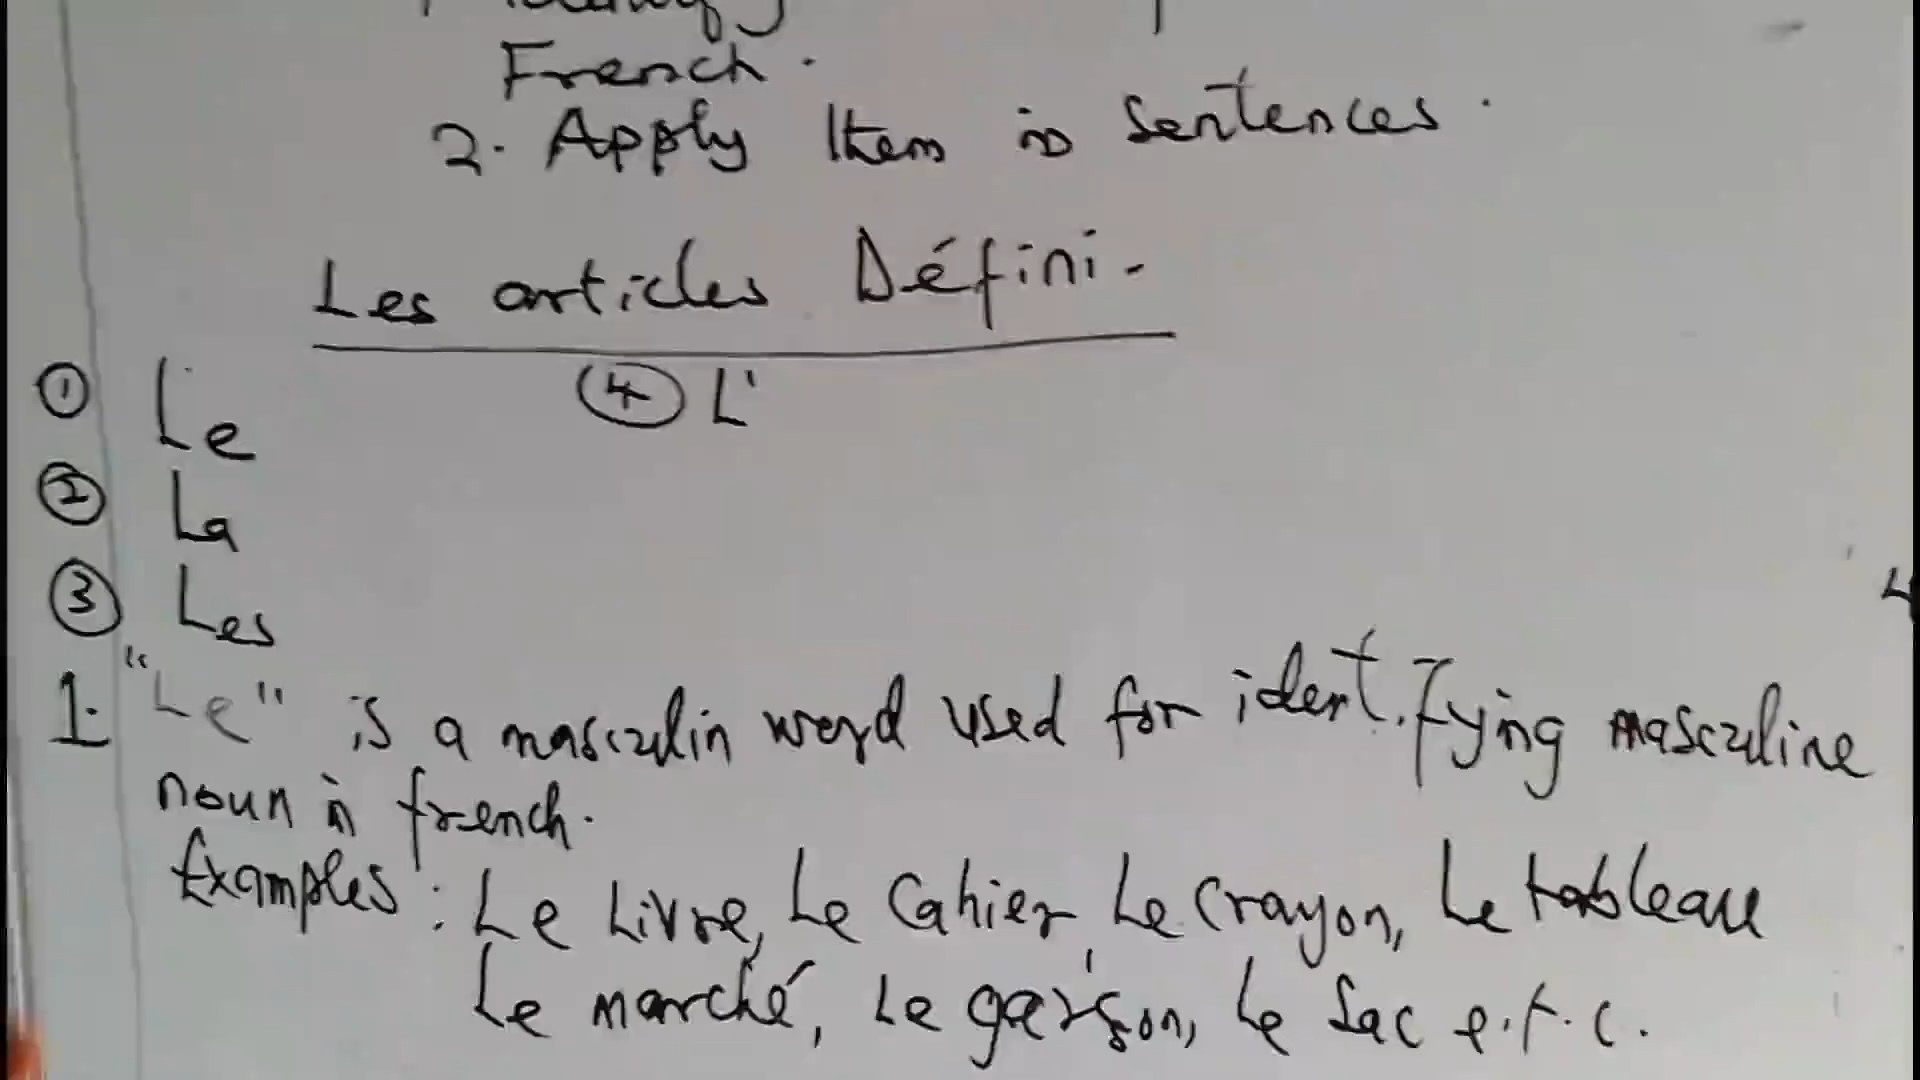 French.
2. Apply them in Sentences.
Les articles Défini -
① Le
④ L'
② La
③ Les
1. "Le" is a masculin word used for identifying masculine
noun in french.
Examples: Le Livre, Le Cahier, Le Crayon, Le tableau
Le marché, Le garçon, Le Sac e.t.c.